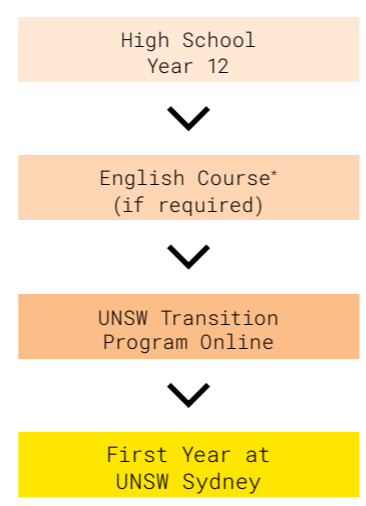 High School
Year 12
English Course*
(if required)
UNSW Transition
Program Online
First Year at
UNSW Sydney